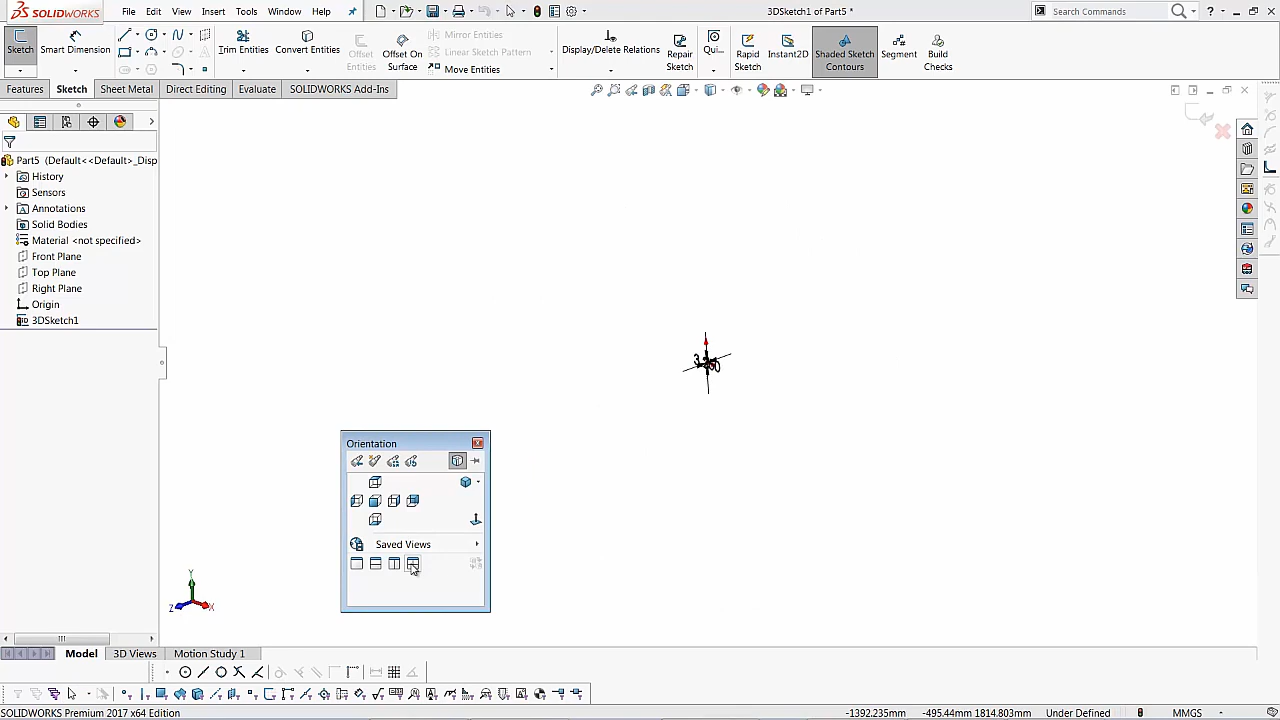 SOLIDWORKS File Edit View Insert Tools Window Help 3DSketch1 of Part5 * Search Commands
Sketch Smart Dimension Trim Entities Convert Entities Offset Entities Offset On Surface Mirror Entities Linear Sketch Pattern Move Entities Display/Delete Relations Repair Sketch Qui... Rapid Sketch Instant2D Shaded Sketch Contours Segment Build Checks
Features Sketch Sheet Metal Direct Editing Evaluate SOLIDWORKS Add-Ins
Part5 (Default<<Default>_Disp
History
Sensors
Annotations
Solid Bodies
Material <not specified>
Front Plane
Top Plane
Right Plane
Origin
3DSketch1
Orientation
Saved Views
Y
Z X
Model 3D Views Motion Study 1
SOLIDWORKS Premium 2017 x64 Edition -1392.235mm -495.44mm 1814.803mm Under Defined MMGS